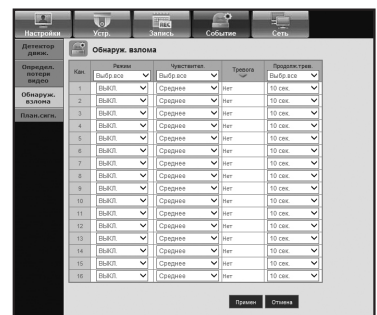 Настройки Устр. Запись Событие Сеть
Детектор движ.
Определ. потери видео
Обнаруж. взлома
План.сигн.
Обнаруж. взлома
Кан. Режим Чувствител. Тревога Продолж.трев.
Выбр.все Выбр.все Выбр.все
1 ВЫКЛ. Среднее Нет 10 сек.
2 ВЫКЛ. Среднее Нет 10 сек.
3 ВЫКЛ. Среднее Нет 10 сек.
4 ВЫКЛ. Среднее Нет 10 сек.
5 ВЫКЛ. Среднее Нет 10 сек.
6 ВЫКЛ. Среднее Нет 10 сек.
7 ВЫКЛ. Среднее Нет 10 сек.
8 ВЫКЛ. Среднее Нет 10 сек.
9 ВЫКЛ. Среднее Нет 10 сек.
10 ВЫКЛ. Среднее Нет 10 сек.
11 ВЫКЛ. Среднее Нет 10 сек.
12 ВЫКЛ. Среднее Нет 10 сек.
13 ВЫКЛ. Среднее Нет 10 сек.
14 ВЫКЛ. Среднее Нет 10 сек.
15 ВЫКЛ. Среднее Нет 10 сек.
16 ВЫКЛ. Среднее Нет 10 сек.
Примен Отмена